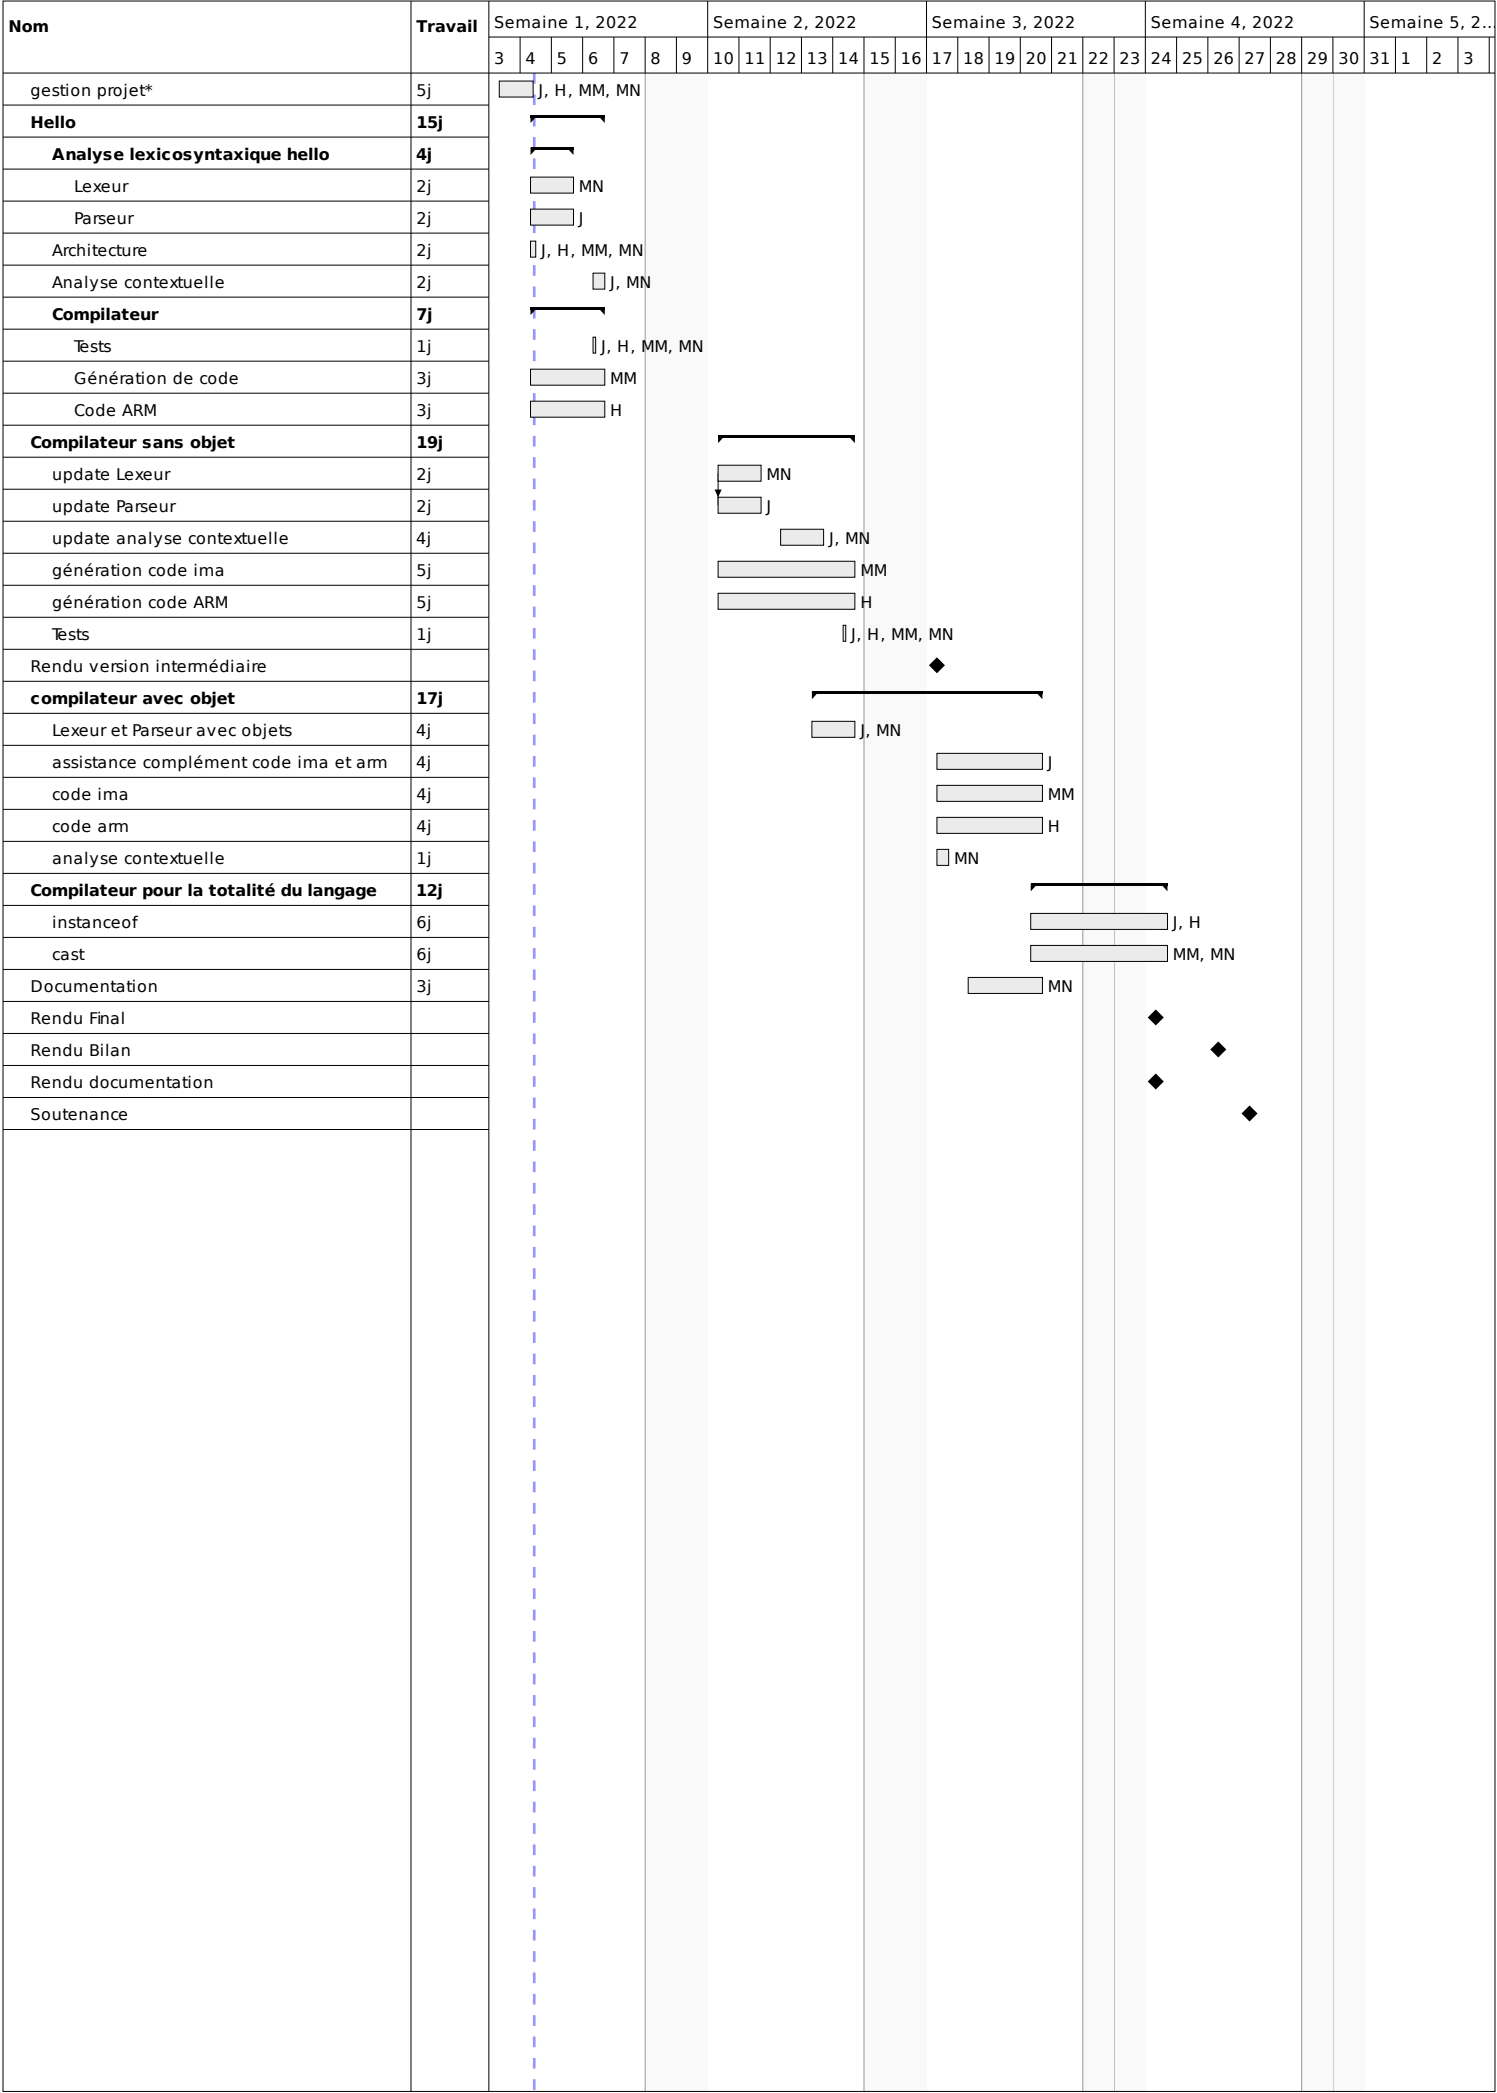 Nom Travail Semaine 1, 2022 Semaine 2, 2022 Semaine 3, 2022 Semaine 4, 2022 Semaine 5, 2...
3 4 5 6 7 8 9 10 11 12 13 14 15 16 17 18 19 20 21 22 23 24 25 26 27 28 29 30 31 1 2 3
gestion projet* 5j J, H, MM, MN
Hello 15j
Analyse lexicosyntaxique hello 4j
Lexeur 2j MN
Parseur 2j J
Architecture 2j J, H, MM, MN
Analyse contextuelle 2j J, MN
Compilateur 7j
Tests 1j J, H, MM, MN
Génération de code 3j MM
Code ARM 3j H
Compilateur sans objet 19j
update Lexeur 2j MN
update Parseur 2j J
update analyse contextuelle 4j J, MN
génération code ima 5j MM
génération code ARM 5j H
Tests 1j J, H, MM, MN
Rendu version intermédiaire
compilateur avec objet 17j
Lexeur et Parseur avec objets 4j J, MN
assistance complément code ima et arm 4j J
code ima 4j MM
code arm 4j H
analyse contextuelle 1j MN
Compilateur pour la totalité du langage 12j
instanceof 6j J, H
cast 6j MM, MN
Documentation 3j MN
Rendu Final
Rendu Bilan
Rendu documentation
Soutenance